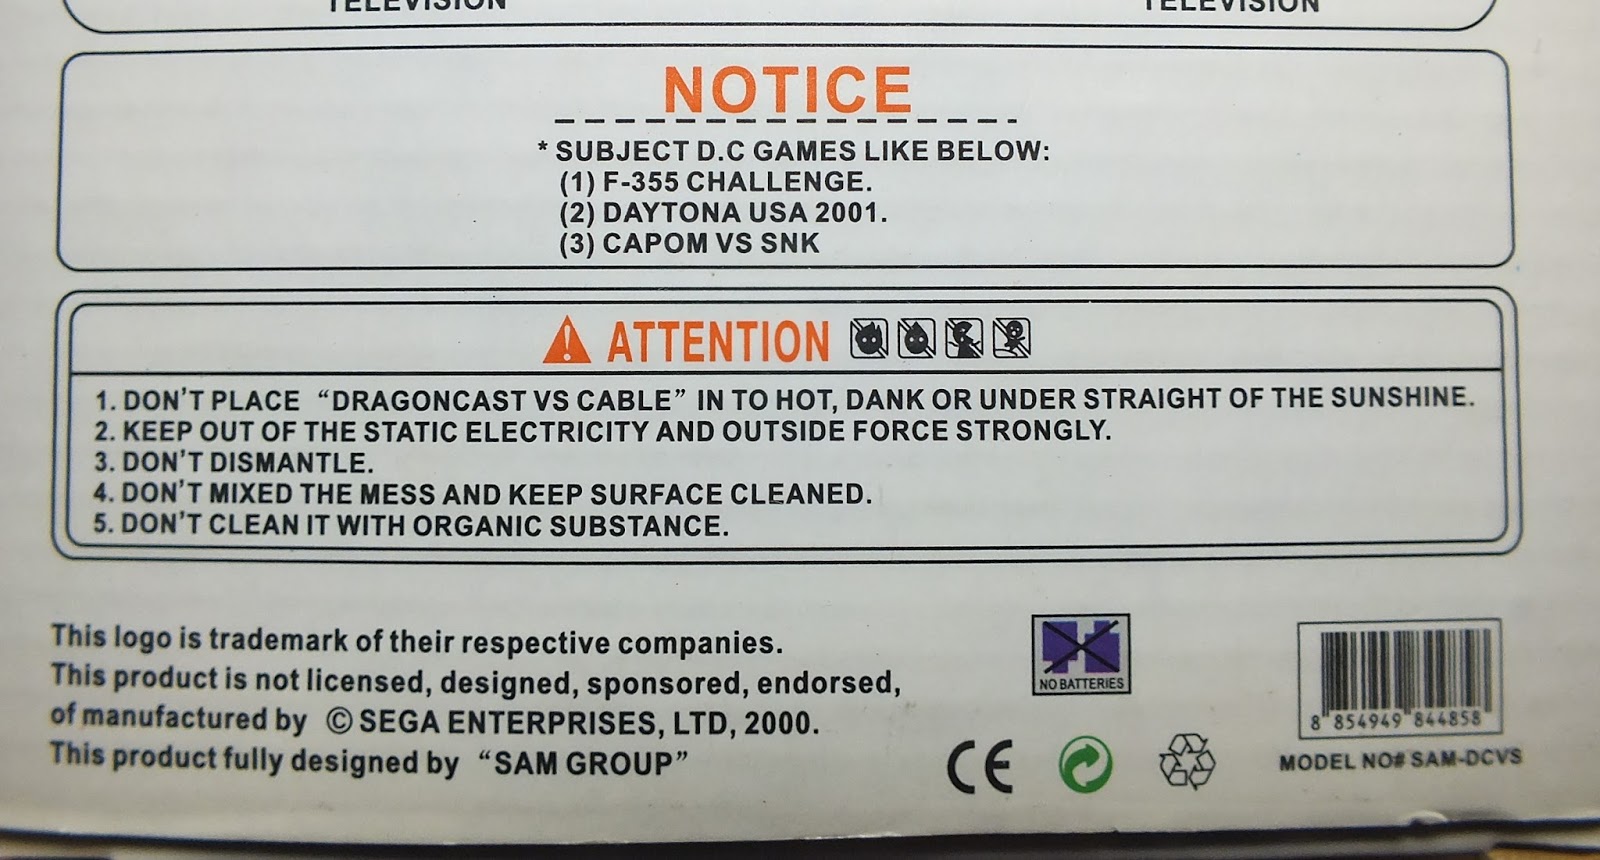 TELEVISION TELEVISION
NOTICE
* SUBJECT D.C GAMES LIKE BELOW:
(1) F-355 CHALLENGE.
(2) DAYTONA USA 2001.
(3) CAPOM VS SNK
ATTENTION
1. DON'T PLACE “DRAGONCAST VS CABLE” IN TO HOT, DANK OR UNDER STRAIGHT OF THE SUNSHINE.
2. KEEP OUT OF THE STATIC ELECTRICITY AND OUTSIDE FORCE STRONGLY.
3. DON'T DISMANTLE.
4. DON'T MIXED THE MESS AND KEEP SURFACE CLEANED.
5. DON'T CLEAN IT WITH ORGANIC SUBSTANCE.
This logo is trademark of their respective companies.
This product is not licensed, designed, sponsored, endorsed,
of manufactured by © SEGA ENTERPRISES, LTD, 2000.
This product fully designed by “SAM GROUP”
NO BATTERIES
CE
8 854949 844858
MODEL NO# SAM-DCVS